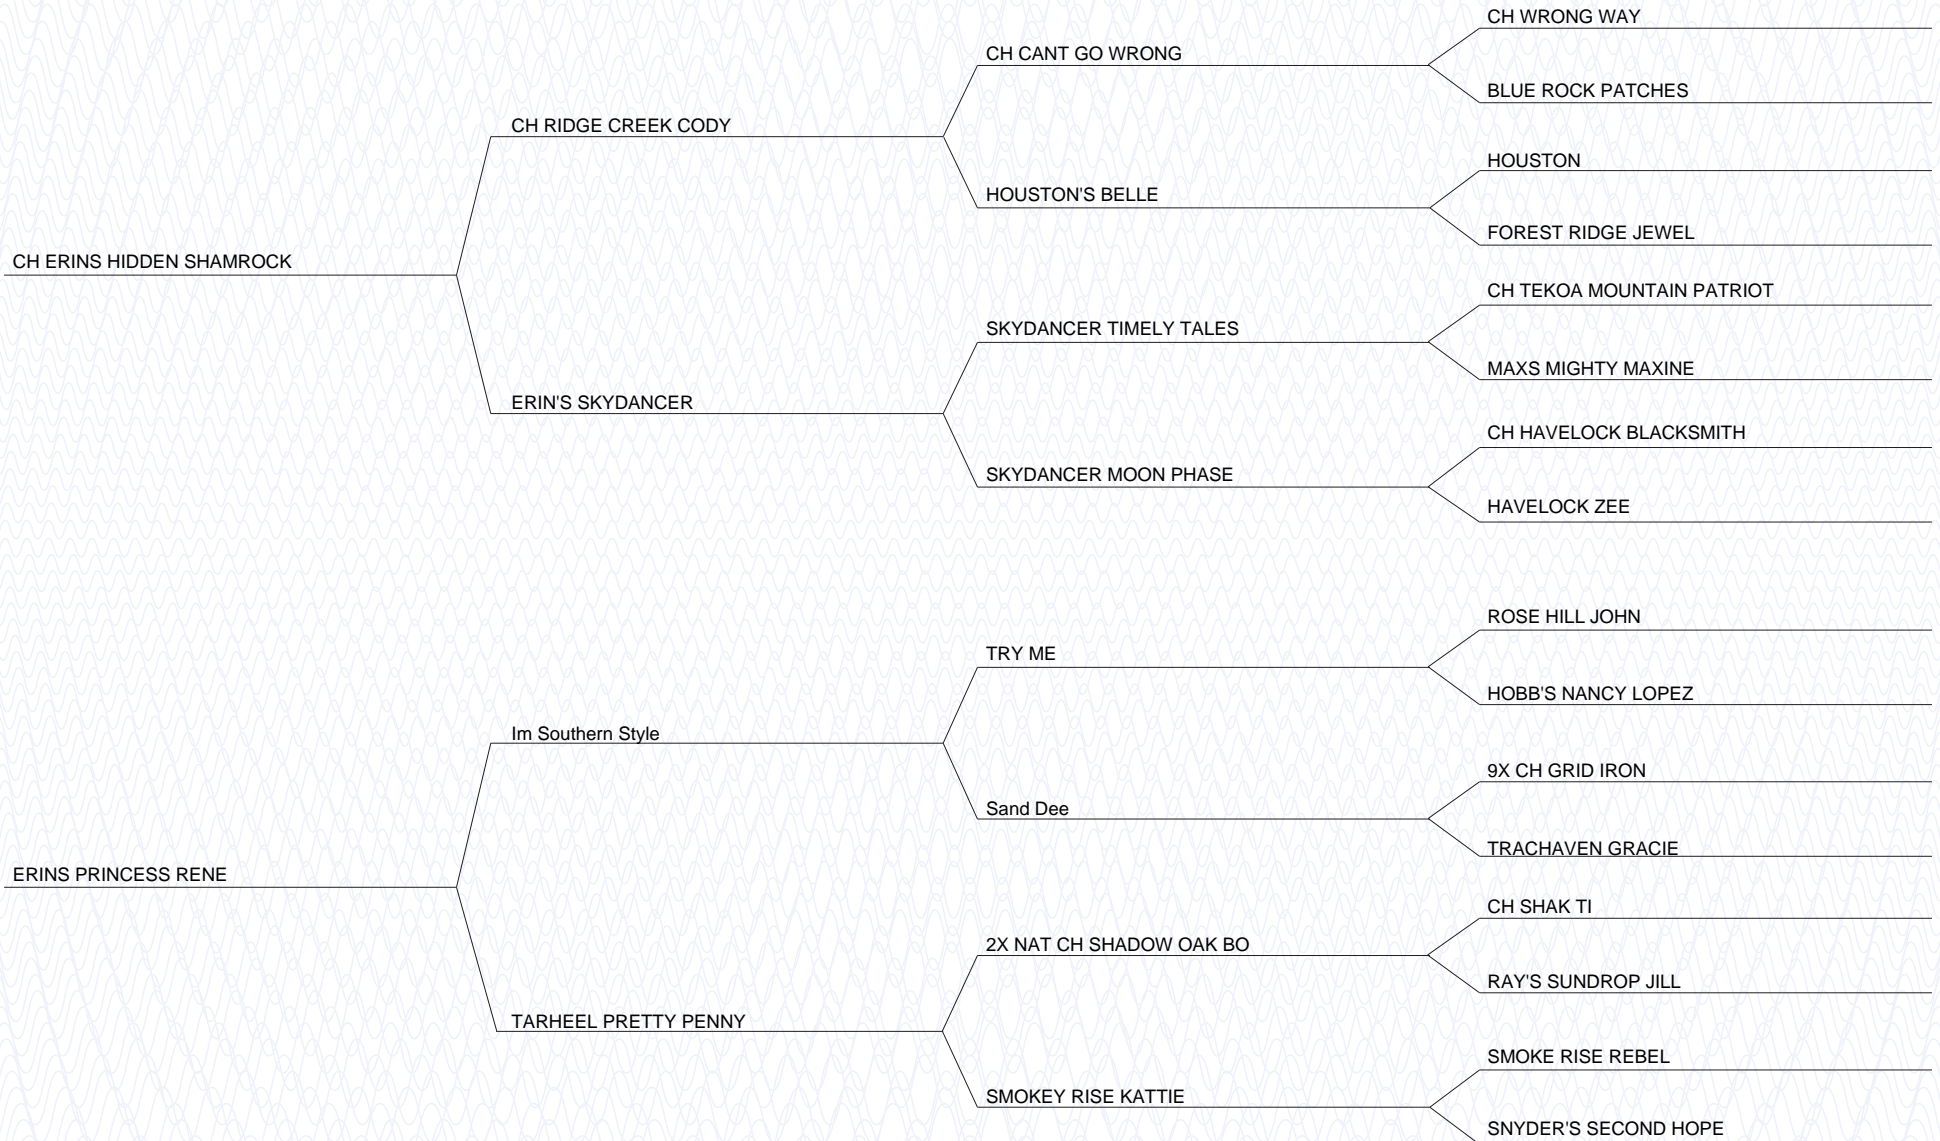 CH WRONG WAY
CH CANT GO WRONG
BLUE ROCK PATCHES
CH RIDGE CREEK CODY
HOUSTON
HOUSTON'S BELLE
FOREST RIDGE JEWEL
CH ERINS HIDDEN SHAMROCK
CH TEKOA MOUNTAIN PATRIOT
SKYDANCER TIMELY TALES
MAXS MIGHTY MAXINE
ERIN'S SKYDANCER
CH HAVELOCK BLACKSMITH
SKYDANCER MOON PHASE
HAVELOCK ZEE
ROSE HILL JOHN
TRY ME
HOBB'S NANCY LOPEZ
Im Southern Style
9X CH GRID IRON
Sand Dee
TRACHAVEN GRACIE
ERINS PRINCESS RENE
CH SHAK TI
2X NAT CH SHADOW OAK BO
RAY'S SUNDROP JILL
TARHEEL PRETTY PENNY
SMOKE RISE REBEL
SMOKEY RISE KATTIE
SNYDER'S SECOND HOPE